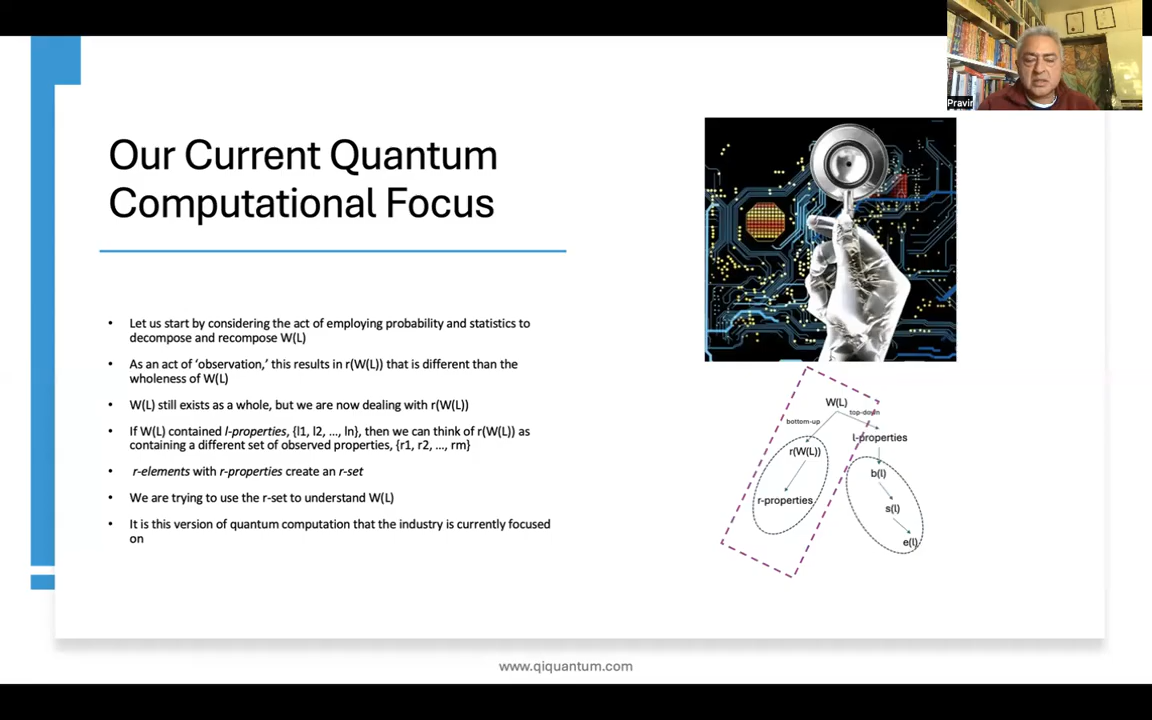 Pravir
Our Current Quantum
Computational Focus
• Let us start by considering the act of employing probability and statistics to
decompose and recompose W(L)
• As an act of ‘observation,’ this results in r(W(L)) that is different than the
wholeness of W(L)
• W(L) still exists as a whole, but we are now dealing with r(W(L))
• If W(L) contained l-properties, {l1, l2, ..., ln}, then we can think of r(W(L)) as
containing a different set of observed properties, {r1, r2, ..., rm}
• r-elements with r-properties create an r-set
• We are trying to use the r-set to understand W(L)
• It is this version of quantum computation that the industry is currently focused
on
W(L)
top-down
bottom-up
l-properties
r(W(L))
b(l)
r-properties
s(l)
e(l)
www.qiquantum.com